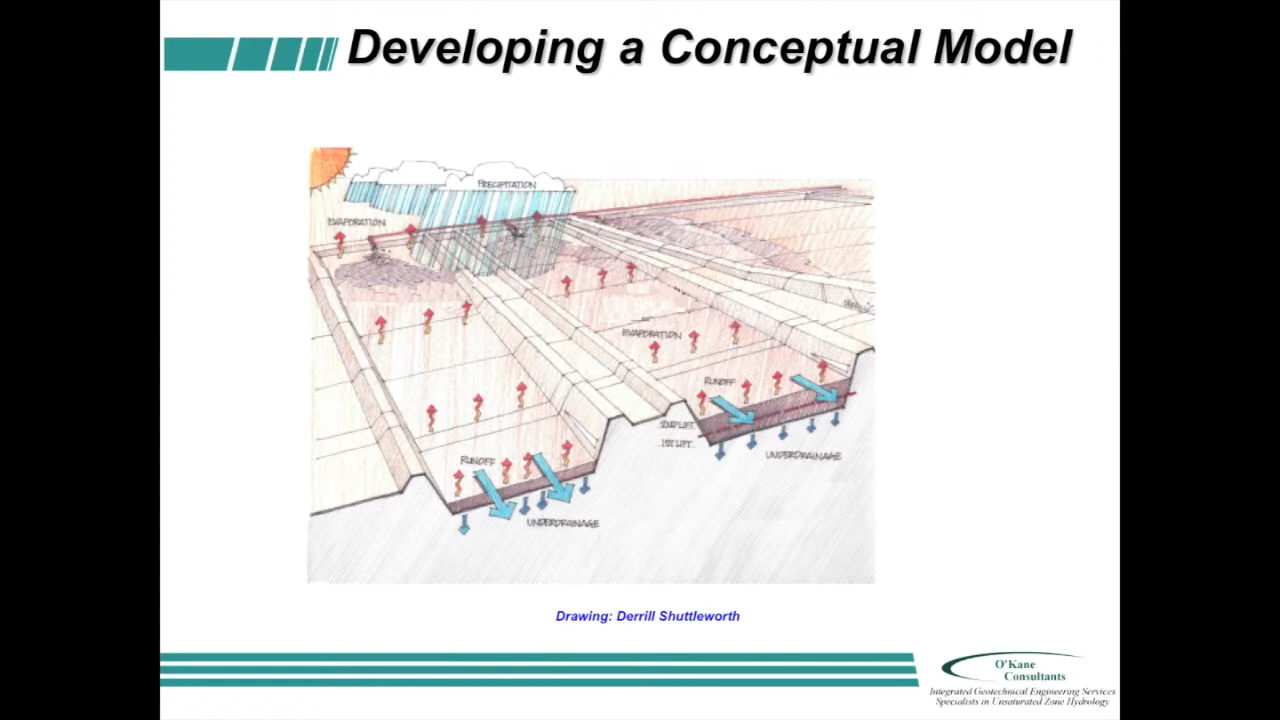 Developing a Conceptual Model
PRECIPITATION
EVAPORATION
EVAPORATION
RUNOFF
2ND LIFT
1ST LIFT
UNDERDRAINAGE
RUNOFF
UNDERDRAINAGE
Drawing: Derrill Shuttleworth
O'Kane
Consultants
Integrated Geotechnical Engineering Services
Specialists in Unsaturated Zone Hydrology